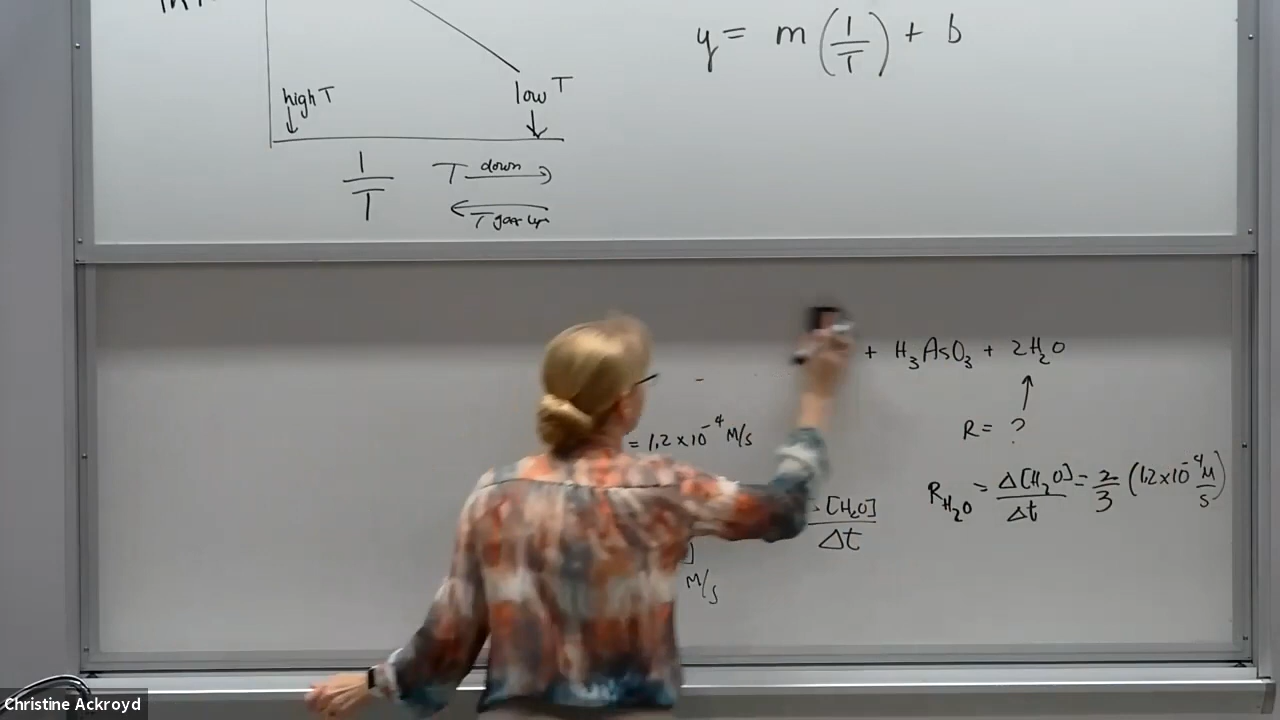 y = m (1/T) + b
high T
low T
1/T
T down
T goes up
+ H₃AsO₃ + 2H₂O
= 1.2 x 10⁻⁴ M/s
R = ?
[H₂O] / Δt
R_H₂O = Δ[H₂O] / Δt = 2/3 (1.2 x 10⁻⁴ M/s)
M/s
Christine Ackroyd